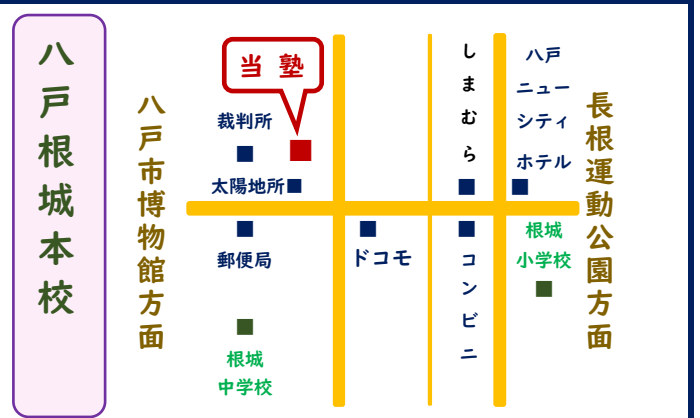 八戸根城本校
八戸市博物館方面
当塾
裁判所
太陽地所
郵便局
根城
中学校
ドコモ
しまむら
コンビニ
八戸
ニュー
シティ
ホテル
根城
小学校
長根運動公園方面